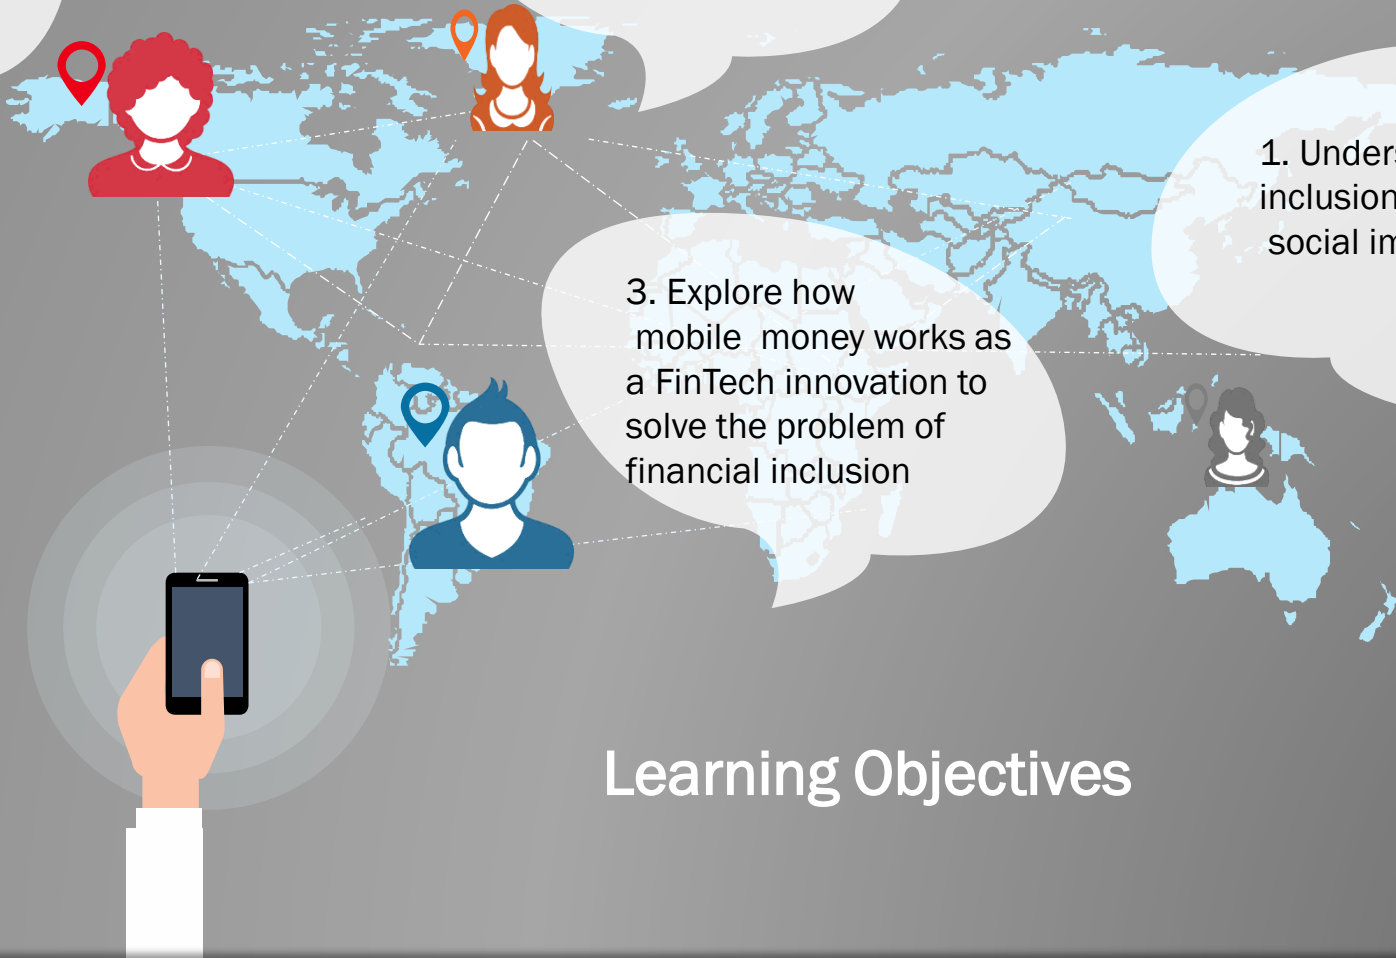 1. Under
inclusion
social im
3. Explore how
mobile money works as
a FinTech innovation to
solve the problem of
financial inclusion
Learning Objectives